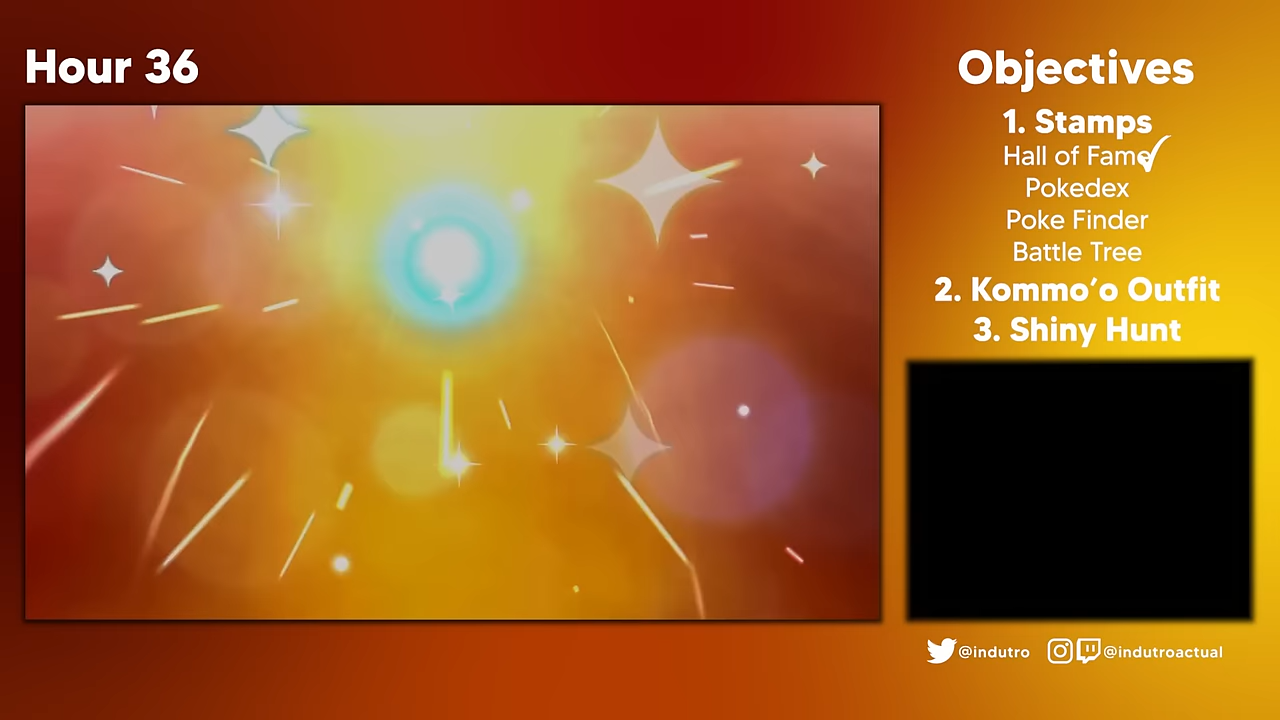 Hour 36
Objectives
1. Stamps
Hall of Fame
Pokedex
Poke Finder
Battle Tree
2. Kommo’o Outfit
3. Shiny Hunt
@indutro @indutroactual